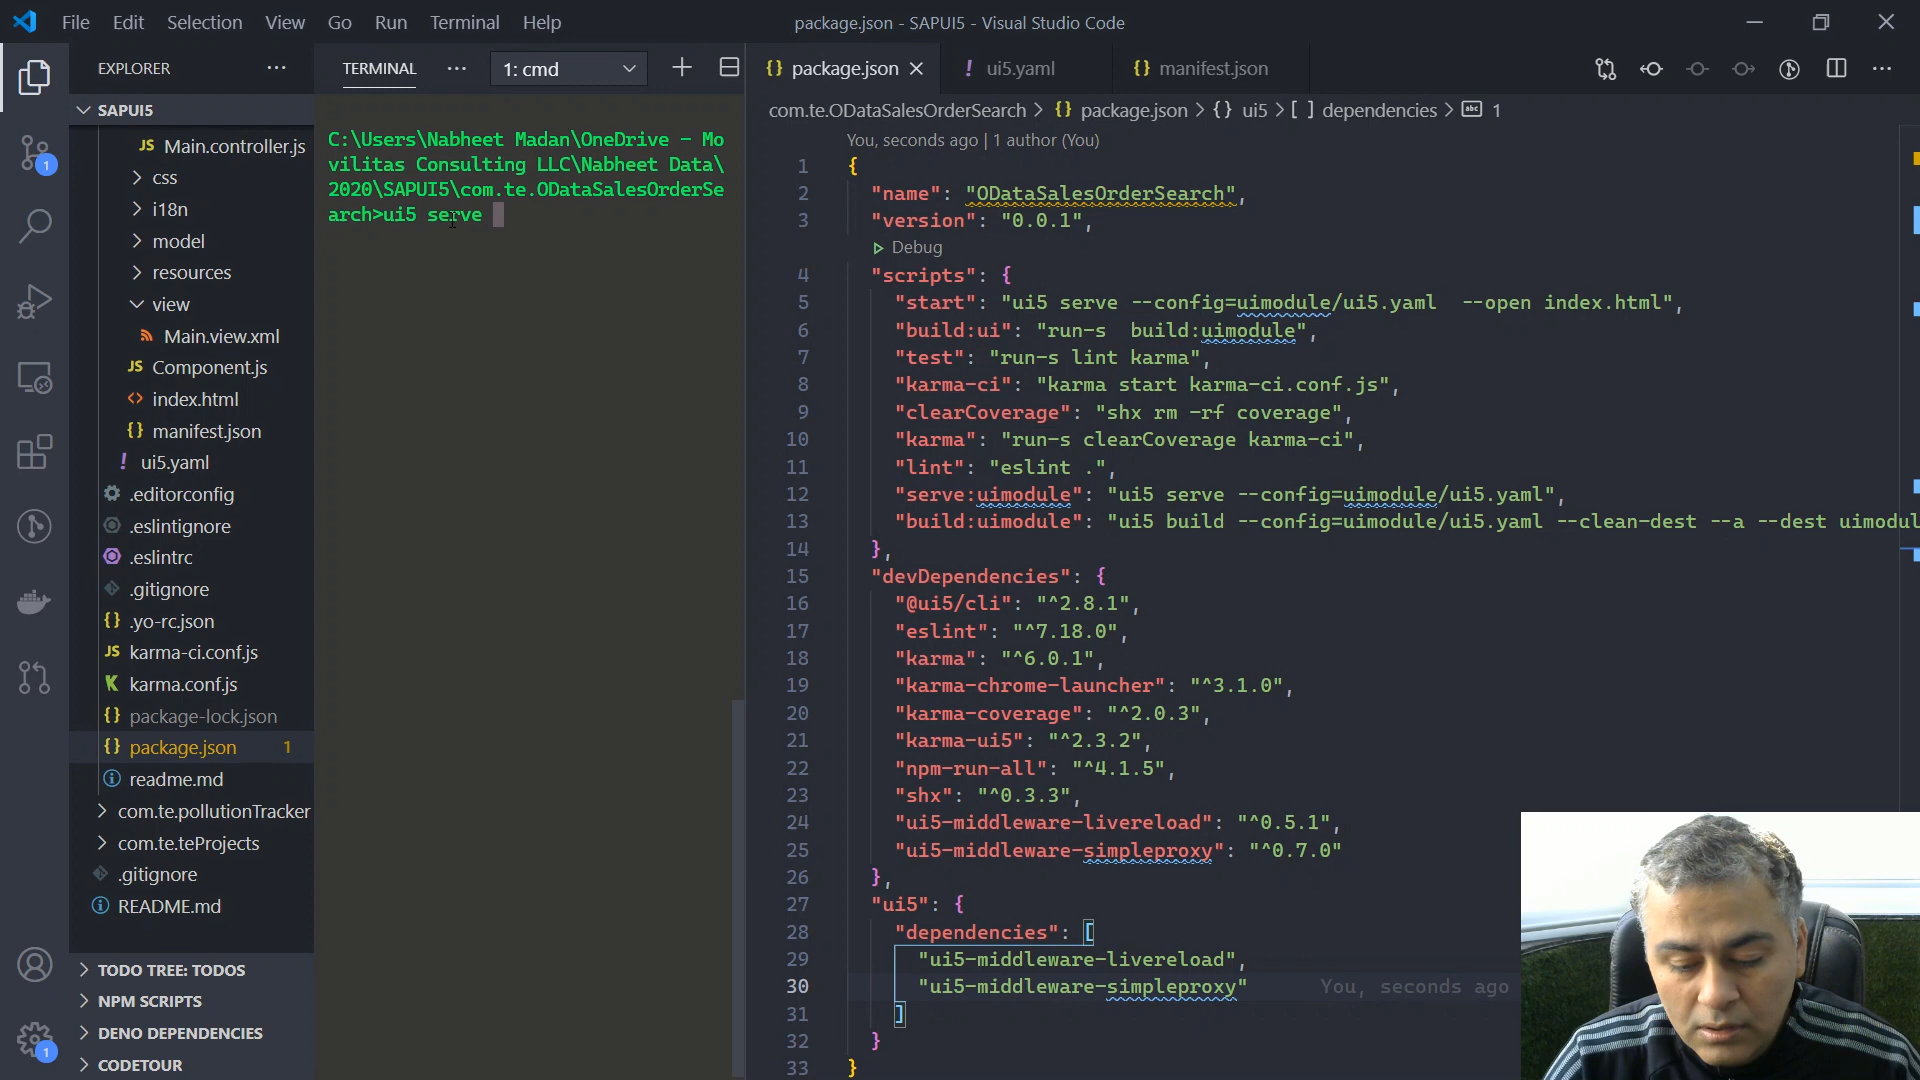 File Edit Selection View Go Run Terminal Help
package.json - SAPUI5 - Visual Studio Code
EXPLORER
SAPUI5
Main.controller.js
css
i18n
model
resources
view
Main.view.xml
Component.js
index.html
manifest.json
ui5.yaml
.editorconfig
.eslintignore
.eslintrc
.gitignore
.yo-rc.json
karma-ci.conf.js
karma.conf.js
package-lock.json
package.json 1
readme.md
com.te.pollutionTracker
com.te.teProjects
.gitignore
README.md
TODO TREE: TODOS
NPM SCRIPTS
DENO DEPENDENCIES
CODETOUR
1
1
TERMINAL
1: cmd
C:\Users\Nabheet Madan\OneDrive - Mo
vilitas Consulting LLC\Nabheet Data\
2020\SAPUI5\com.te.ODataSalesOrderSe
arch>ui5 serve
package.json ui5.yaml manifest.json
com.te.ODataSalesOrderSearch > {} package.json > {} ui5 > [ ] dependencies > abc 1
You, seconds ago | 1 author (You)
1 {
2 "name": "ODataSalesOrderSearch",
3 "version": "0.0.1",
Debug
4 "scripts": {
5 "start": "ui5 serve --config=uimodule/ui5.yaml  --open index.html",
6 "build:ui": "run-s  build:uimodule",
7 "test": "run-s lint karma",
8 "karma-ci": "karma start karma-ci.conf.js",
9 "clearCoverage": "shx rm -rf coverage",
10 "karma": "run-s clearCoverage karma-ci",
11 "lint": "eslint .",
12 "serve:uimodule": "ui5 serve --config=uimodule/ui5.yaml",
13 "build:uimodule": "ui5 build --config=uimodule/ui5.yaml --clean-dest --a --dest uimodul
14 },
15 "devDependencies": {
16 "@ui5/cli": "^2.8.1",
17 "eslint": "^7.18.0",
18 "karma": "^6.0.1",
19 "karma-chrome-launcher": "^3.1.0",
20 "karma-coverage": "^2.0.3",
21 "karma-ui5": "^2.3.2",
22 "npm-run-all": "^4.1.5",
23 "shx": "^0.3.3",
24 "ui5-middleware-livereload": "^0.5.1",
25 "ui5-middleware-simpleproxy": "^0.7.0"
26 },
27 "ui5": {
28 "dependencies": [
29 "ui5-middleware-livereload",
30 "ui5-middleware-simpleproxy" You, seconds ago
31 ]
32 }
33 }